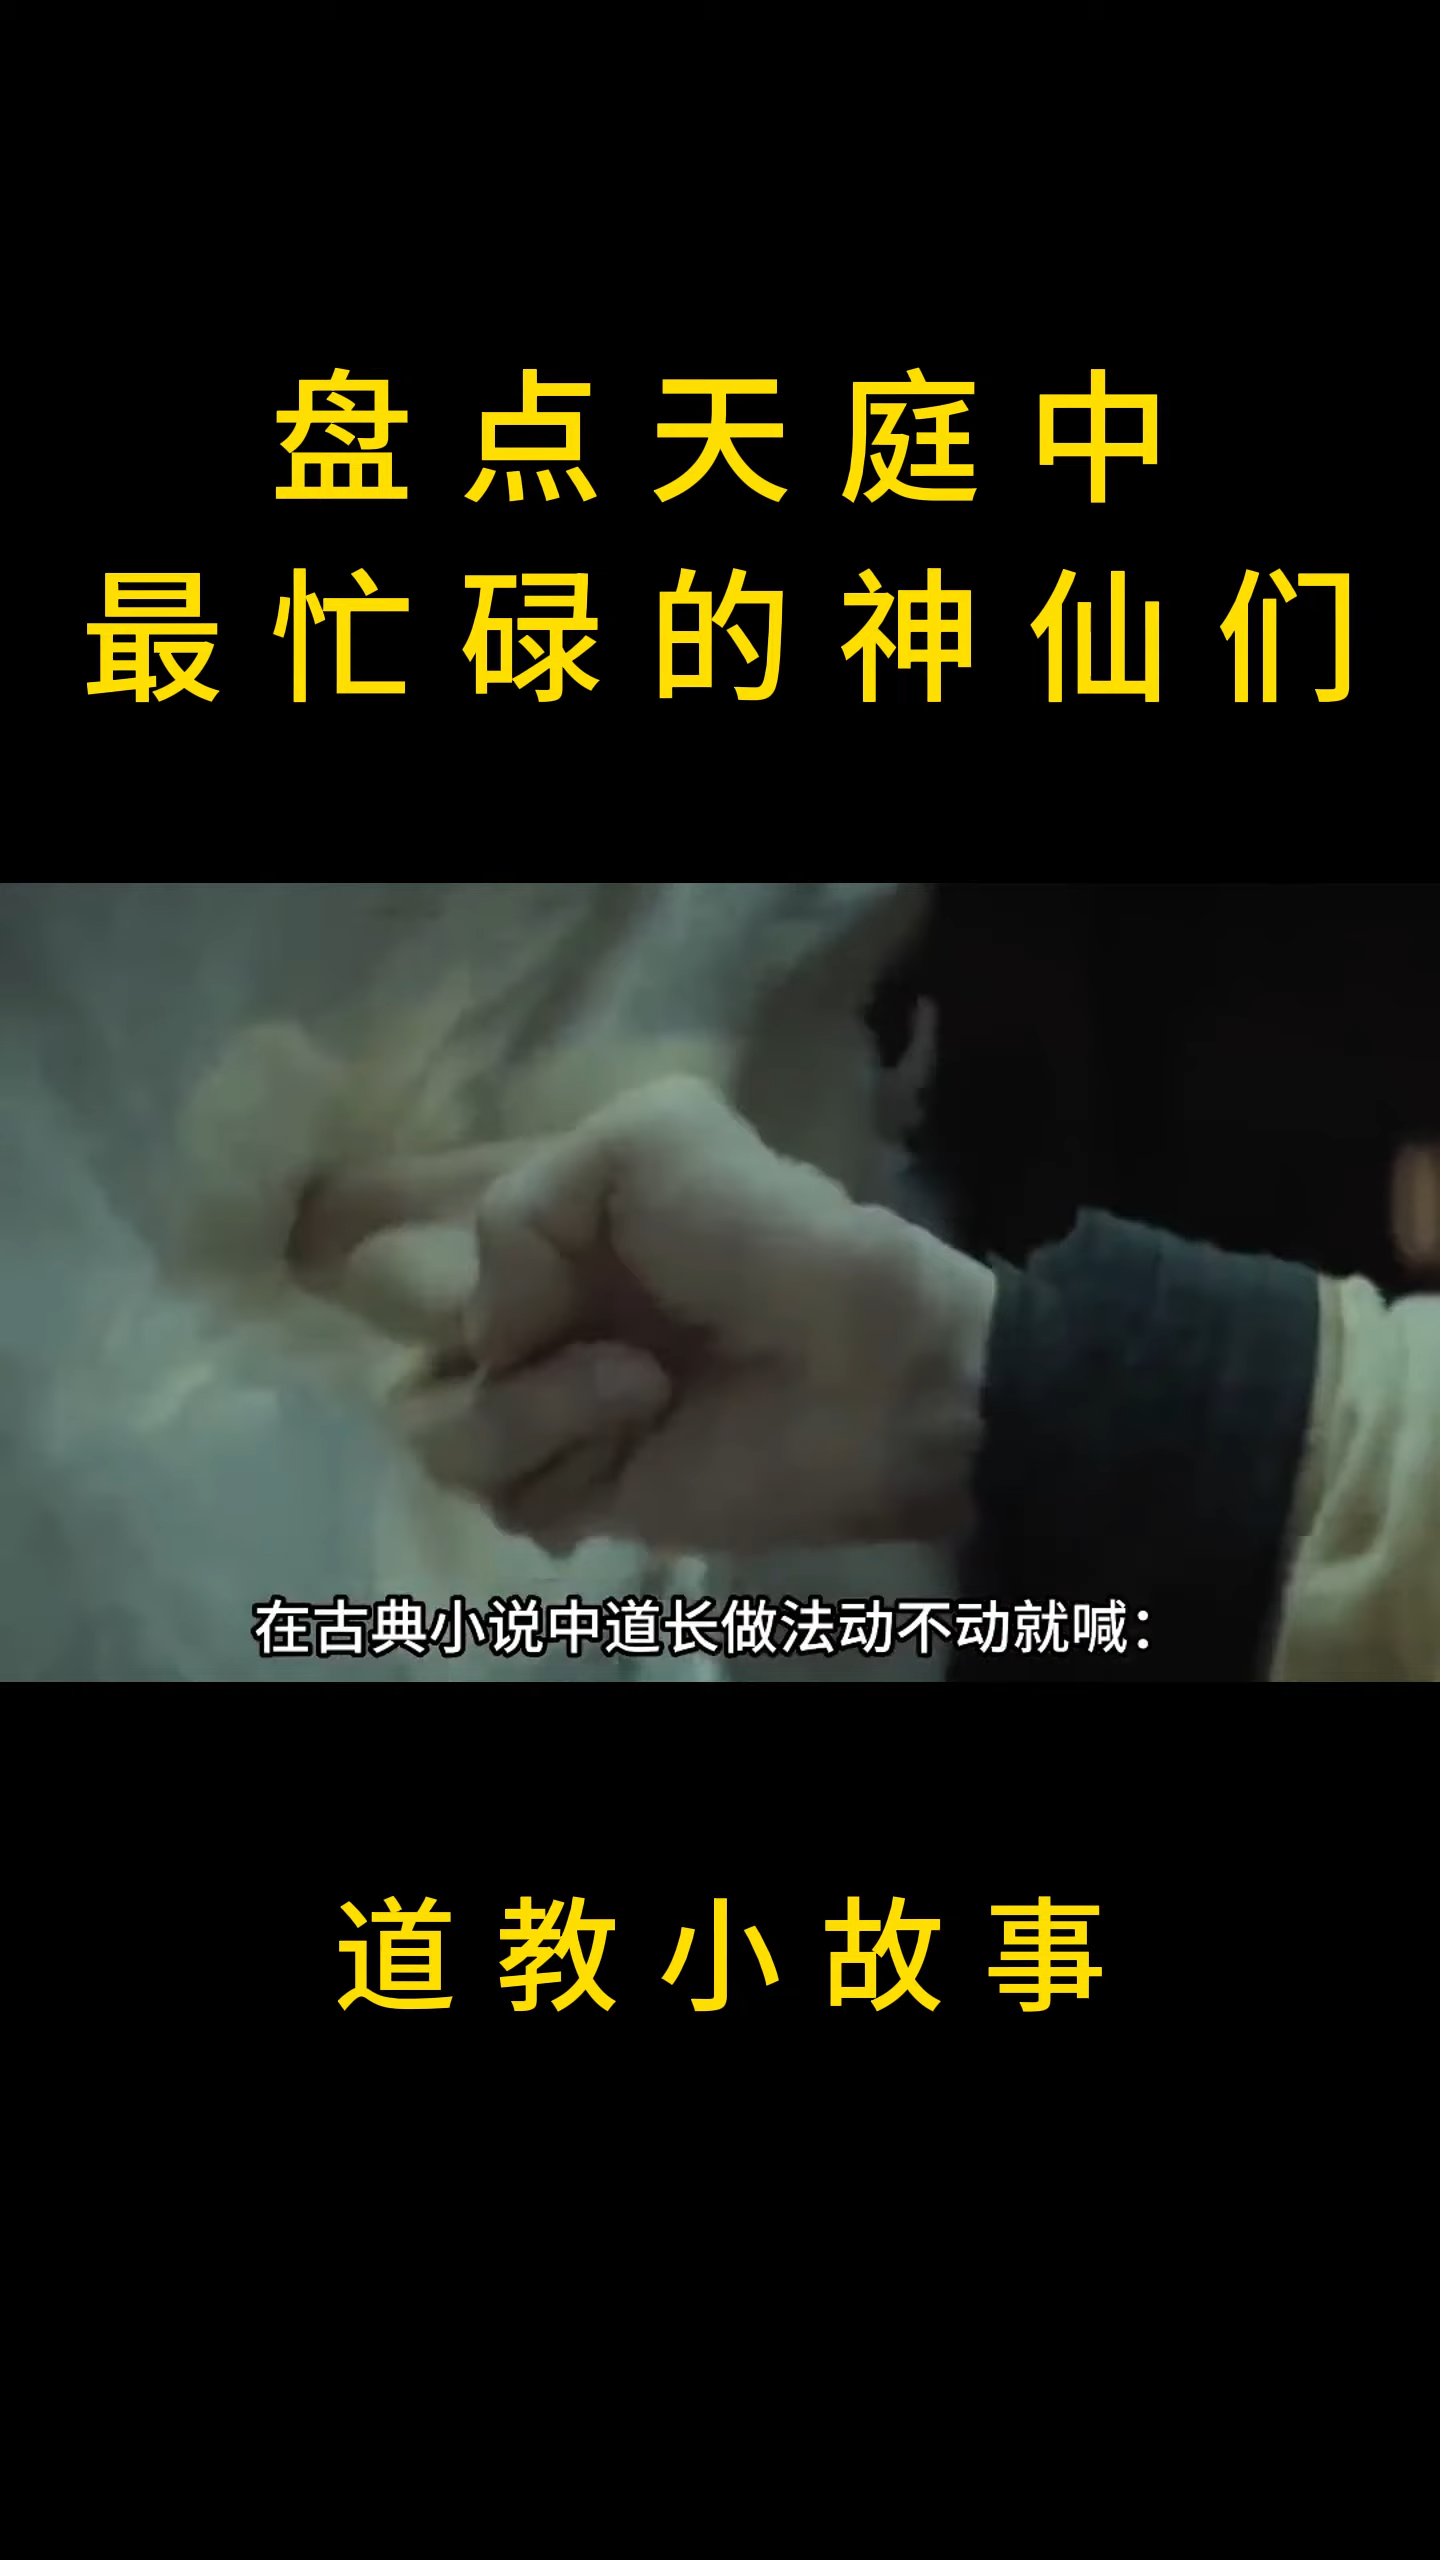 盘点天庭中
最忙碌的神仙们
在古典小说中道长做法动不动就喊：
道教小故事